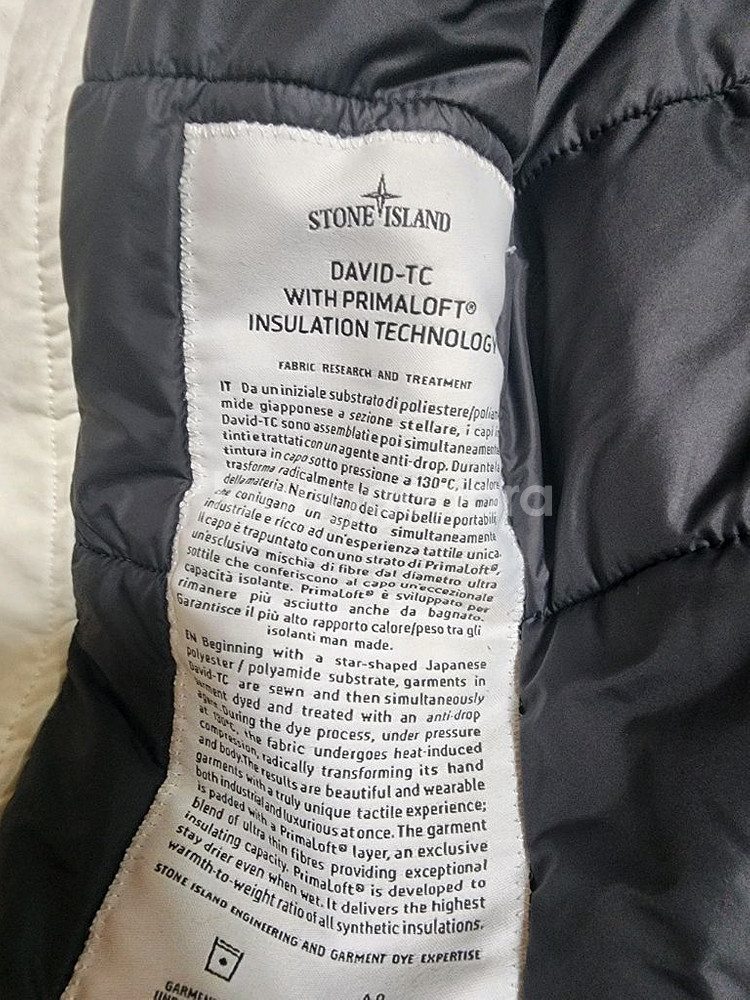 STONE ISLAND
DAVID-TC
WITH PRIMALOFT®
INSULATION TECHNOLOGY
FABRIC RESEARCH AND TREATMENT
IT Da un iniziale substrato di poliestere/polian
mide giapponese a sezione stellare, i capi in
David-TC sono assemblati e poi simultaneamente
tinti e trattati con un agente anti-drop. Durante la
tintura in capo sotto pressione a 130°C, il calore
trasforma radicalmente la struttura e la mano
della materia. Ne risultano dei capi belli e portabili
che coniugano un aspetto simultaneamente
industriale e ricco ad un'esperienza tattile unica.
Il capo è trapuntato con uno strato di PrimaLoft®,
un'esclusiva mischia di fibre dal diametro ultra
sottile che conferiscono al capo un'eccezionale
capacità isolante. PrimaLoft® è sviluppato per
rimanere più asciutto anche da bagnato.
Garantisce il più alto rapporto calore/peso tra gli
isolanti man made.
EN Beginning with a star-shaped Japanese
polyester / polyamide substrate, garments in
David-TC are sewn and then simultaneously
garment dyed and treated with an anti-drop
agent. During the dye process, under pressure
at 130°C, the fabric undergoes heat-induced
compression, radically transforming its hand
and body. The results are beautiful and wearable
garments with a truly unique tactile experience;
both industrial and luxurious at once. The garment
is padded with a PrimaLoft® layer, an exclusive
blend of ultra thin fibres providing exceptional
insulating capacity. PrimaLoft® is developed to
stay drier even when wet. It delivers the highest
warmth-to-weight ratio of all synthetic insulations.
STONE ISLAND ENGINEERING AND GARMENT DYE EXPERTISE